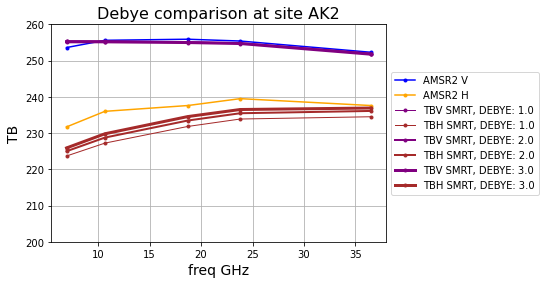 Debye comparison at site AK2
TB
260
250
240
230
220
210
200
10
15
20
25
30
35
freq GHz
AMSR2 V
AMSR2 H
TBV SMRT, DEBYE: 1.0
TBH SMRT, DEBYE: 1.0
TBV SMRT, DEBYE: 2.0
TBH SMRT, DEBYE: 2.0
TBV SMRT, DEBYE: 3.0
TBH SMRT, DEBYE: 3.0